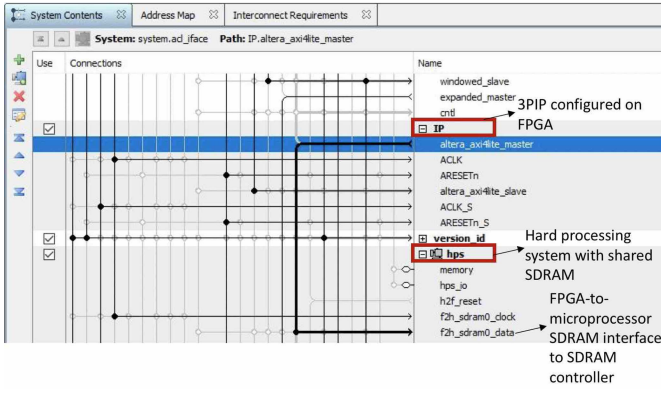 System Contents
Address Map
Interconnect Requirements
System: system.acl_iface Path: IP.altera_axi4lite_master
Use
Connections
Name
windowed_slave
expanded_master
cntl
IP
altera_axi4lite_master
ACLK
ARESETn
altera_axi4lite_slave
ACLK_S
ARESETn_S
version_id
hps
memory
hps_io
h2f_reset
f2h_sdram0_clock
f2h_sdram0_data
3PIP configured on
FPGA
Hard processing
system with shared
SDRAM
FPGA-to-
microprocessor
SDRAM interface
to SDRAM
controller